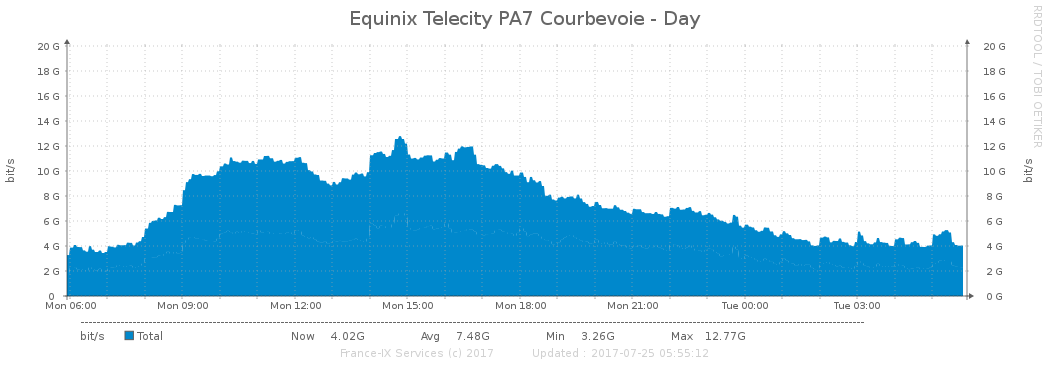 Equinix Telecity PA7 Courbevoie - Day
RRDTOOL / TOBI OETIKER
20 G 20 G
18 G 18 G
16 G 16 G
14 G 14 G
12 G 12 G
10 G 10 G
8 G 8 G
6 G 6 G
4 G 4 G
2 G 2 G
0 0 G
bit/s bit/s
Mon 06:00 Mon 09:00 Mon 12:00 Mon 15:00 Mon 18:00 Mon 21:00 Tue 00:00 Tue 03:00
bit/s Total Now 4.02G Avg 7.48G Min 3.26G Max 12.77G
France-IX Services (c) 2017 Updated : 2017-07-25 05:55:12